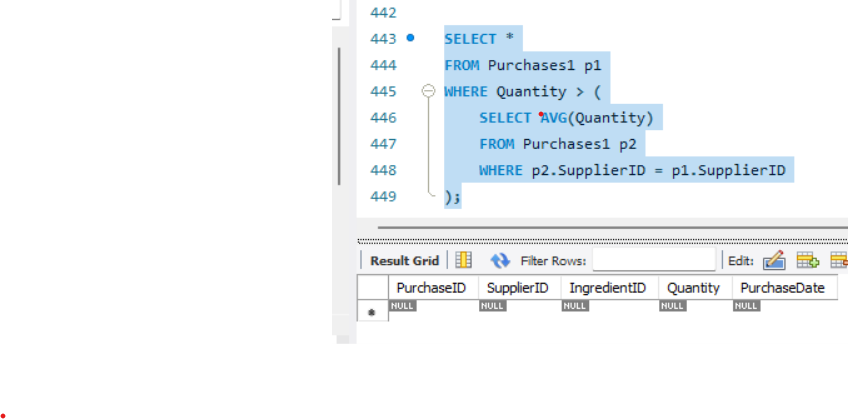 442
443 SELECT *
444 FROM Purchases1 p1
445 WHERE Quantity > (
446 SELECT AVG(Quantity)
447 FROM Purchases1 p2
448 WHERE p2.SupplierID = p1.SupplierID
449 );
Result Grid Filter Rows: Edit:
PurchaseID SupplierID IngredientID Quantity PurchaseDate
* NULL NULL NULL NULL NULL